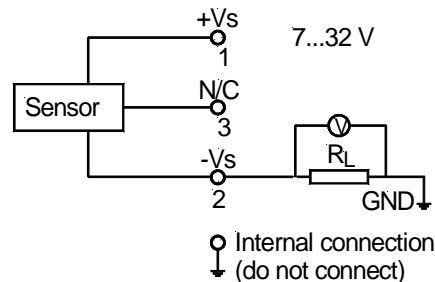 +Vs
7...32 V
1
N/C
Sensor
3
V
-Vs
RL
2
GND
Internal connection
(do not connect)